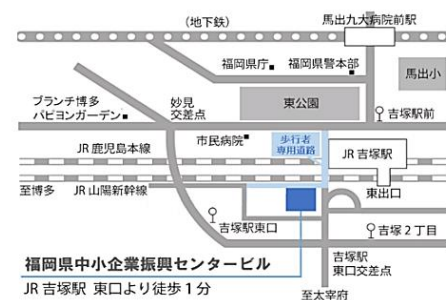 (地下鉄)
馬出九大病院前駅
福岡県庁
福岡県警本部
馬出小
ブランチ博多
パピヨンガーデン
妙見
交差点
東公園
吉塚駅前
市民病院
歩行者
専用道路
JR 鹿児島本線
JR 吉塚駅
至博多
JR 山陽新幹線
東出口
吉塚駅東口
吉塚２丁目
福岡県中小企業振興センタービル
JR 吉塚駅 東口より徒歩 1 分
吉塚駅
東口交差点
至太宰府